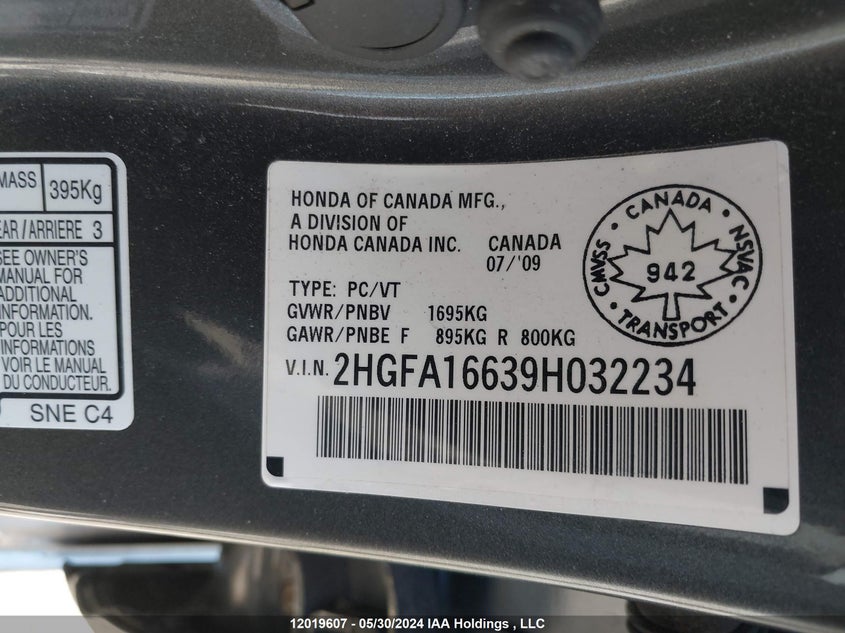 MASS 395Kg
EAR / ARRIERE 3
SEE OWNER'S
MANUAL FOR
ADDITIONAL
INFORMATION.
POUR LES
INFORMATIONS
VOIR LE MANUAL
DU CONDUCTEUR.
SNE C4
HONDA OF CANADA MFG.,
A DIVISION OF
HONDA CANADA INC. CANADA
07/'09
TYPE: PC/VT
GVWR/PNBV 1695KG
GAWR/PNBE F 895KG R 800KG
V.I.N. 2HGFA16639H032234
CANADA
CMVSS
942
NSVAC
TRANSPORT
12019607 - 05/30/2024 IAA Holdings , LLC